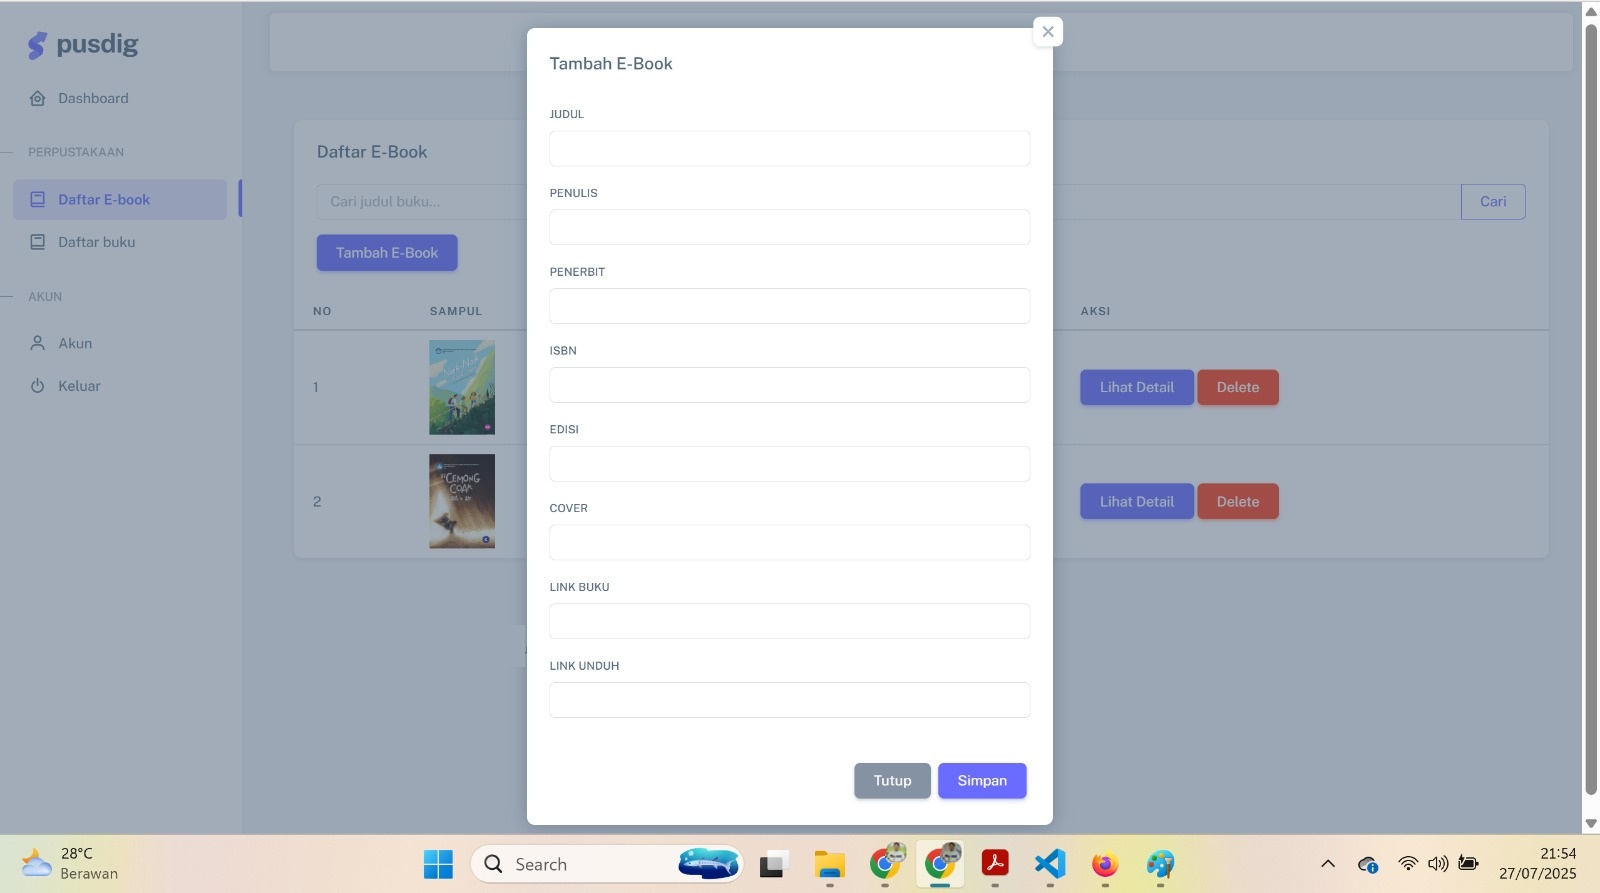 pusdig
Dashboard
PERPUSTAKAAN
Daftar E-book
Daftar buku
AKUN
Akun
Keluar
Daftar E-Book
Cari judul buku...
Cari
Tambah E-Book
NO
SAMPUL
AKSI
1
Lihat Detail
Delete
2
CEMONG
COAK
Lihat Detail
Delete
Tambah E-Book
JUDUL
PENULIS
PENERBIT
ISBN
EDISI
COVER
LINK BUKU
LINK UNDUH
Tutup
Simpan
28°C
Berawan
Search
21:54
27/07/2025